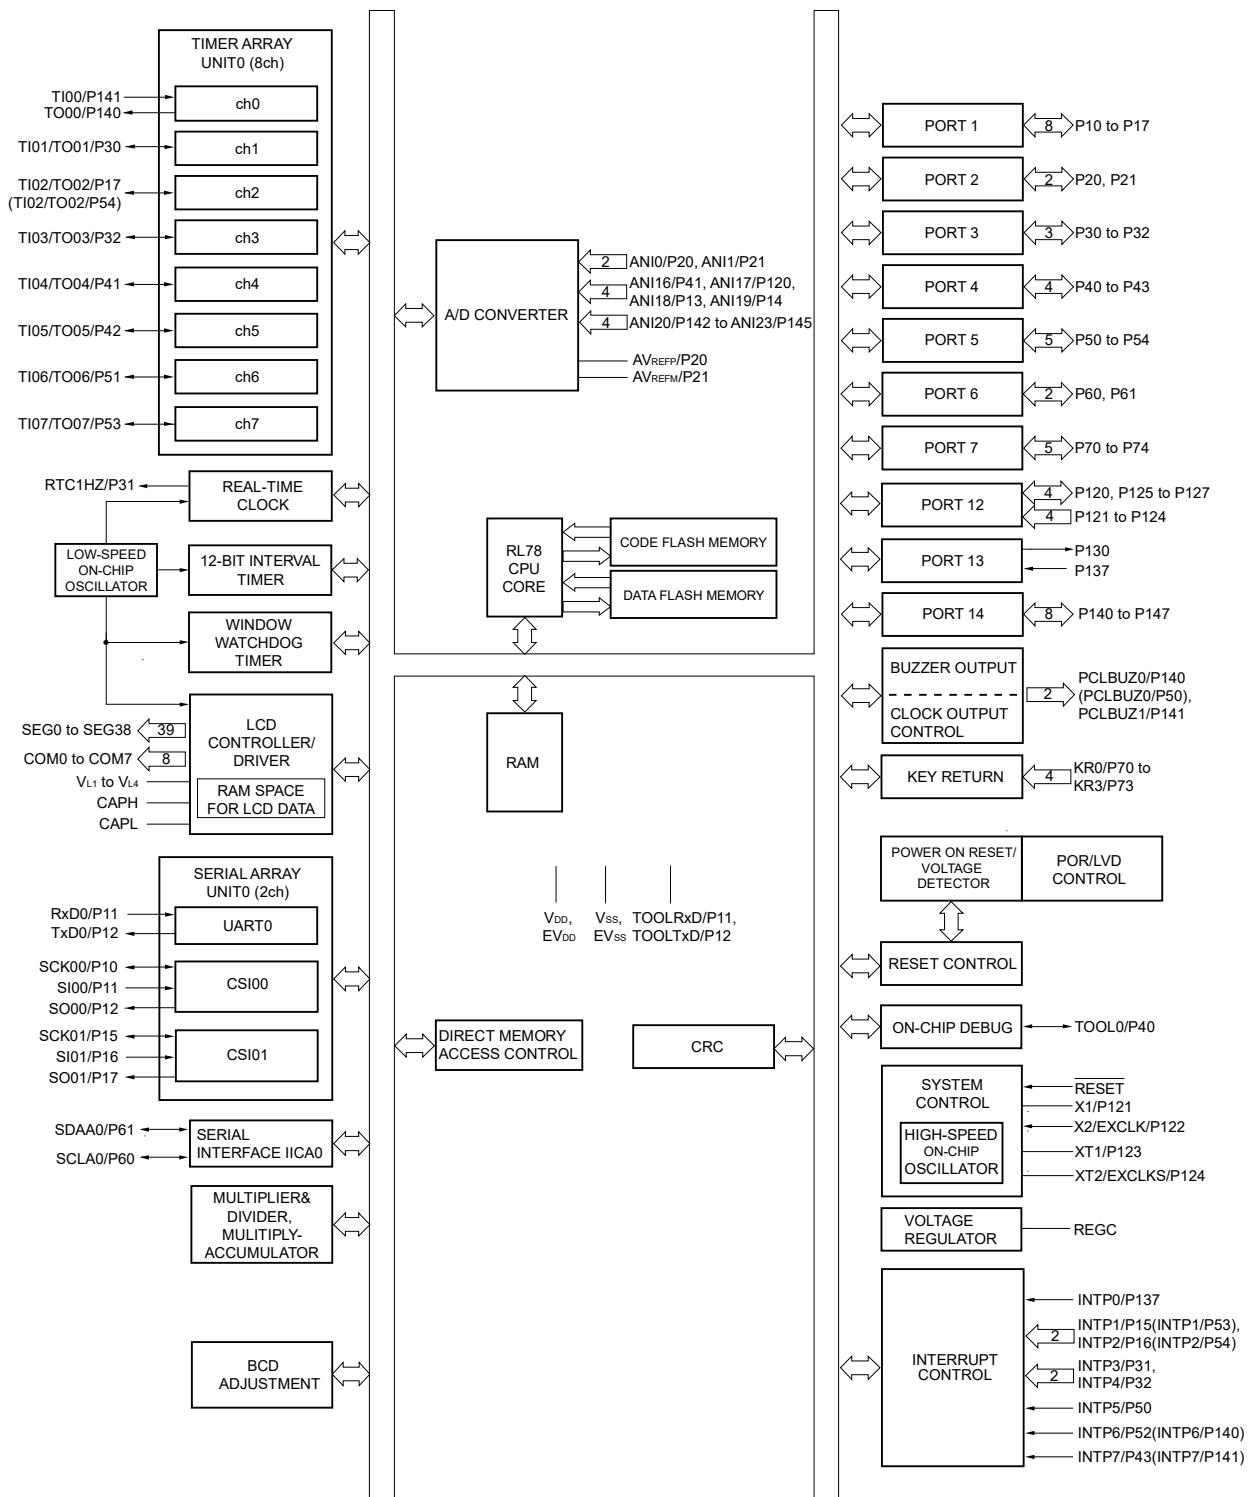 TIMER ARRAY
UNIT0 (8ch)
TI00/P141
TO00/P140
ch0
TI01/TO01/P30
ch1
TI02/TO02/P17
(TI02/TO02/P54)
ch2
TI03/TO03/P32
ch3
TI04/TO04/P41
ch4
TI05/TO05/P42
ch5
TI06/TO06/P51
ch6
TI07/TO07/P53
ch7
RTC1HZ/P31
REAL-TIME
CLOCK
LOW-SPEED
ON-CHIP
OSCILLATOR
12-BIT INTERVAL
TIMER
WINDOW
WATCHDOG
TIMER
SEG0 to SEG38
39
COM0 to COM7
8
VL1 to VL4
CAPH
CAPL
LCD
CONTROLLER/
DRIVER
RAM SPACE
FOR LCD DATA
SERIAL ARRAY
UNIT0 (2ch)
RxD0/P11
TxD0/P12
UART0
SCK00/P10
SI00/P11
SO00/P12
CSI00
SCK01/P15
SI01/P16
SO01/P17
CSI01
SDAA0/P61
SCLA0/P60
SERIAL
INTERFACE IICA0
MULTIPLIER&
DIVIDER,
MULITIPLY-
ACCUMULATOR
BCD
ADJUSTMENT
A/D CONVERTER
2
ANI0/P20, ANI1/P21
4
ANI16/P41, ANI17/P120,
ANI18/P13, ANI19/P14
4
ANI20/P142 to ANI23/P145
AVREFP/P20
AVREFM/P21
RL78
CPU
CORE
CODE FLASH MEMORY
DATA FLASH MEMORY
RAM
VDD,
EVDD
VSS,
EVSS
TOOLRxD/P11,
TOOLTxD/P12
DIRECT MEMORY
ACCESS CONTROL
CRC
PORT 1
8
P10 to P17
PORT 2
2
P20, P21
PORT 3
3
P30 to P32
PORT 4
4
P40 to P43
PORT 5
5
P50 to P54
PORT 6
2
P60, P61
PORT 7
5
P70 to P74
PORT 12
4
P120, P125 to P127
4
P121 to P124
PORT 13
P130
P137
PORT 14
8
P140 to P147
BUZZER OUTPUT
CLOCK OUTPUT
CONTROL
2
PCLBUZ0/P140
(PCLBUZ0/P50),
PCLBUZ1/P141
KEY RETURN
4
KR0/P70 to
KR3/P73
POWER ON RESET/
VOLTAGE
DETECTOR
POR/LVD
CONTROL
RESET CONTROL
ON-CHIP DEBUG
TOOL0/P40
SYSTEM
CONTROL
HIGH-SPEED
ON-CHIP
OSCILLATOR
RESET
X1/P121
X2/EXCLK/P122
XT1/P123
XT2/EXCLKS/P124
VOLTAGE
REGULATOR
REGC
INTERRUPT
CONTROL
INTP0/P137
2
INTP1/P15(INTP1/P53),
INTP2/P16(INTP2/P54)
2
INTP3/P31,
INTP4/P32
INTP5/P50
INTP6/P52(INTP6/P140)
INTP7/P43(INTP7/P141)